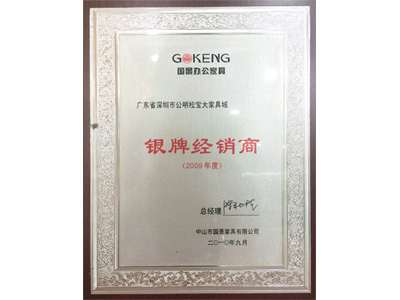 GOKENG
国景办公家具
广东省深圳市公明松宝大家具城
银牌经销商
(2009年度)
总经理
中山市国景家具有限公司
二〇一〇年九月